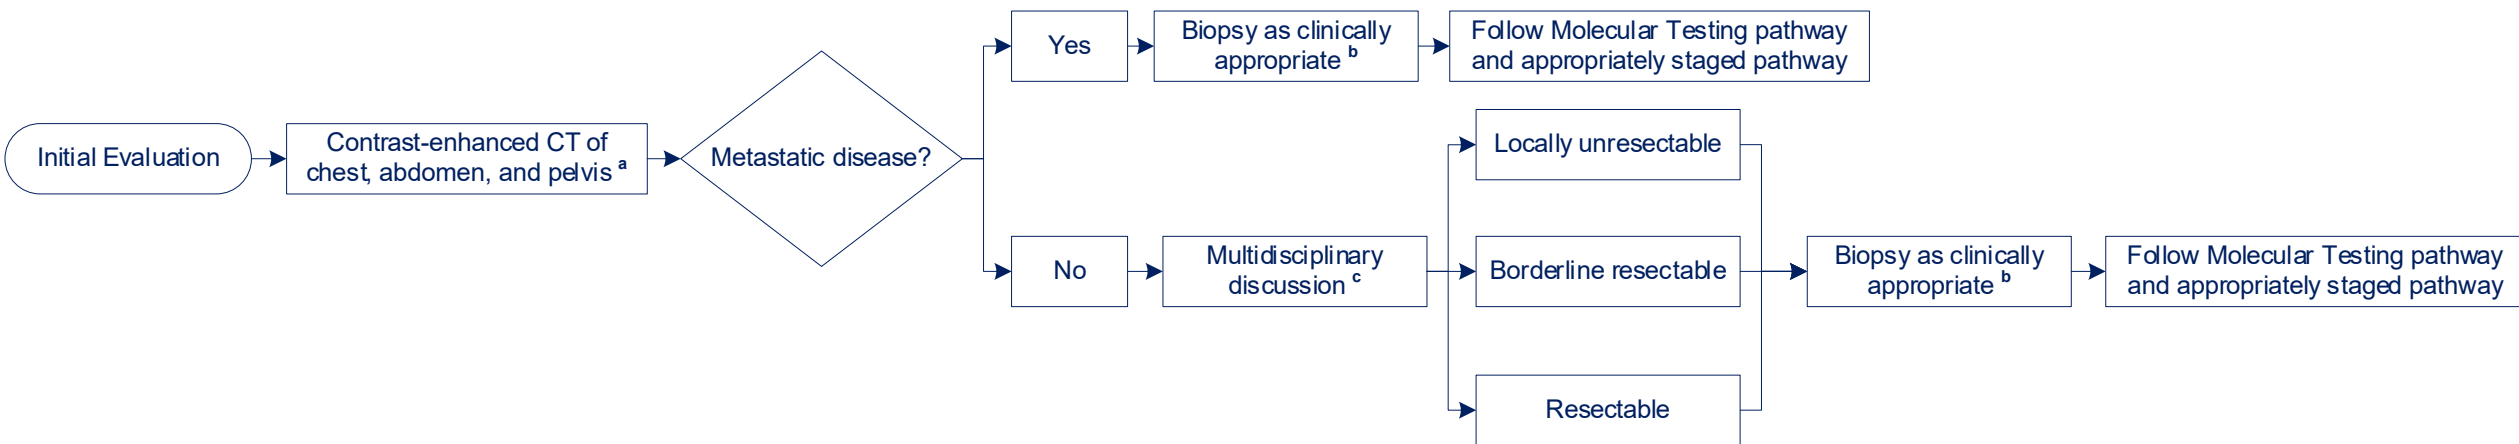 Initial Evaluation
Contrast-enhanced CT of
chest, abdomen, and pelvis a
Metastatic disease?
Yes
Biopsy as clinically
appropriate b
Follow Molecular Testing pathway
and appropriately staged pathway
No
Multidisciplinary
discussion c
Locally unresectable
Borderline resectable
Resectable
Biopsy as clinically
appropriate b
Follow Molecular Testing pathway
and appropriately staged pathway